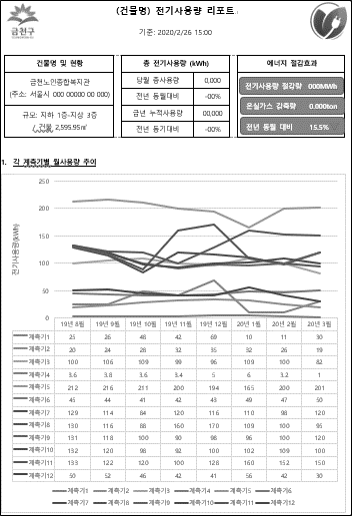 (건물명) 전기사용량 리포트
금천구
기준: 2020/2/26 15:00
건물명 및 현황
금천노인종합복지관
(주소: 서울시 000 00000 00 000)
규모: 지하 1층-지상 3층
2,595.95㎡
총 전기사용량 (kWh)
당월 총사용량 0,000
전년 동월대비 -00%
금년 누적사용량 00,000
전년 동기대비 -00%
에너지 절감효과
전기사용량 절감량 000MWh
온실가스 감축량 0.000ton
전년 동월 대비 15.5%
1. 각 계측기별 월사용량 추이
전기사용량(kWh)
250
200
150
100
50
0
19년 8월 19년 9월 19년 10월 19년 11월 19년 12월 20년 1월 20년 2월 20년 3월
계측기1 25 26 48 42 69 10 11 30
계측기2 20 24 28 32 35 32 26 19
계측기3 100 106 109 99 96 109 100 82
계측기4 3.6 3.8 3.6 3.4 5 6 3.2 1
계측기5 212 216 211 200 194 165 200 201
계측기6 45 44 41 42 43 49 47 50
계측기7 129 114 84 120 116 110 98 120
계측기8 130 116 88 160 170 109 100 95
계측기9 131 118 100 90 98 96 100 120
계측기10 132 120 98 92 100 102 109 100
계측기11 133 122 120 100 128 160 152 150
계측기12 50 52 46 42 41 56 42 30
계측기1 계측기2 계측기3 계측기4 계측기5 계측기6
계측기7 계측기8 계측기9 계측기10 계측기11 계측기12